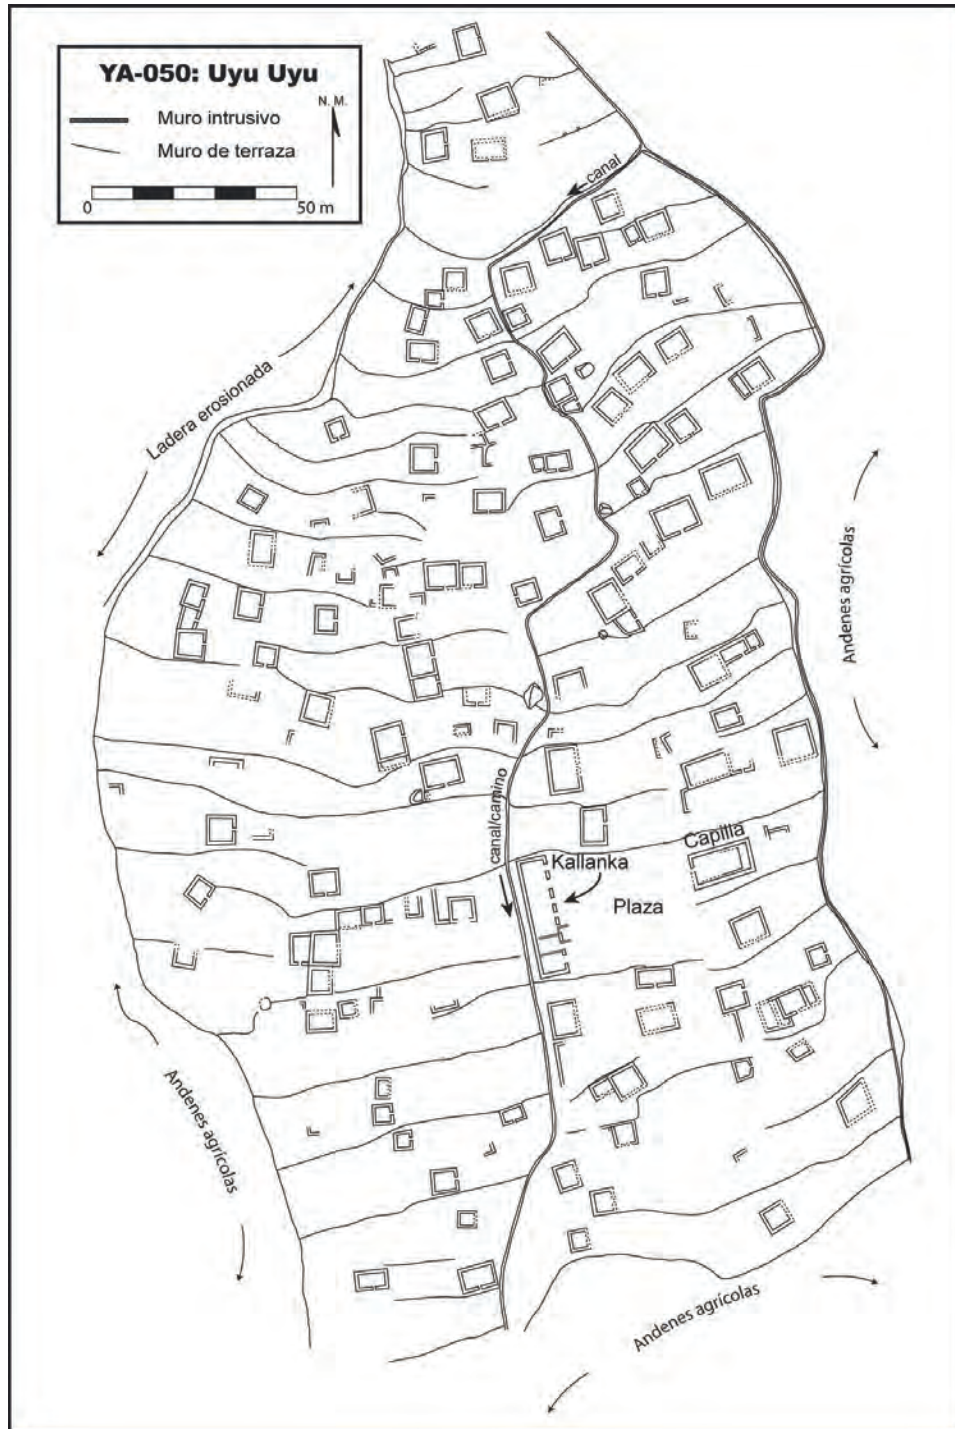 YA-050: Uyu Uyu
N. M.
Muro intrusivo
Muro de terraza
0 50 m
canal
Ladera erosionada
Andenes agrícolas
canal/camino
Capilla
Kallanka
Plaza
Andenes agrícolas
Andenes agrícolas